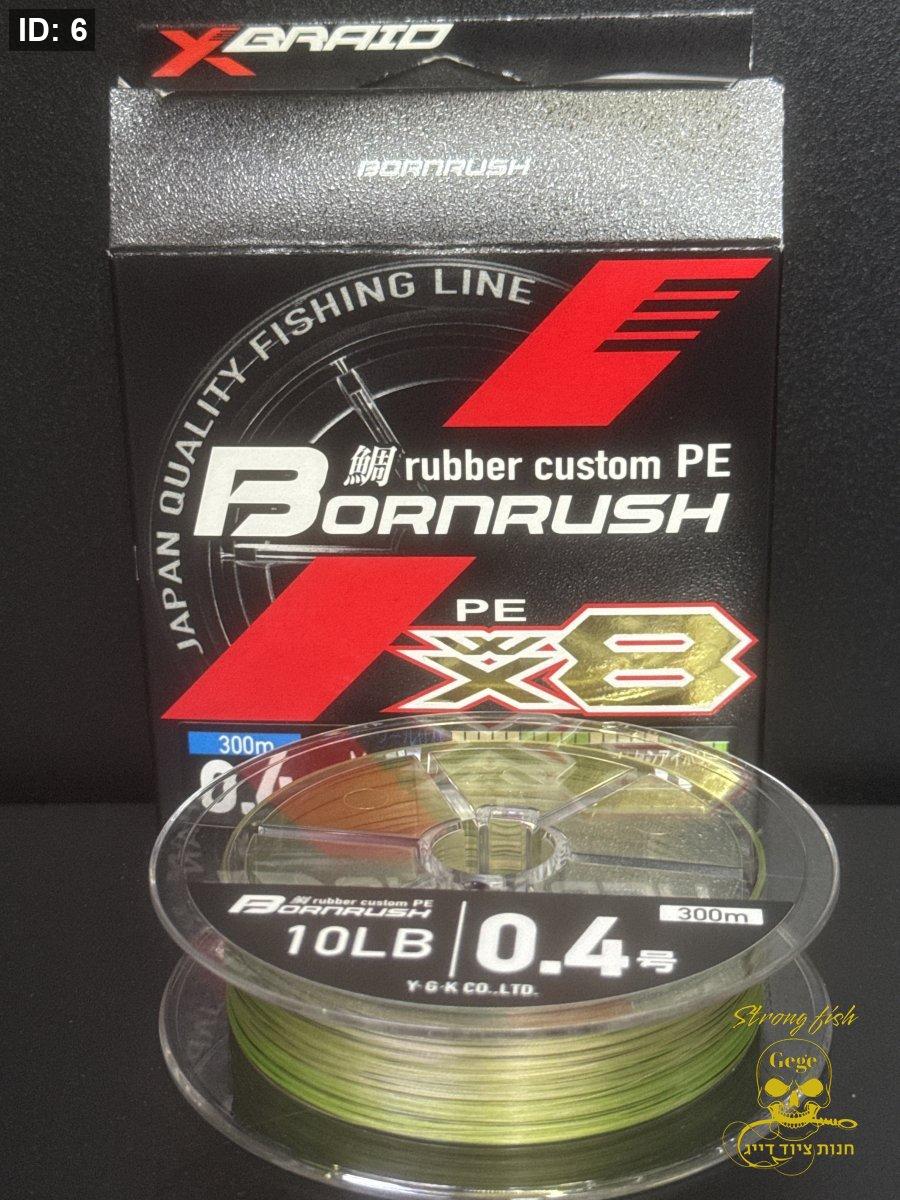 ID: 6
XBRAID
BORNRUSH
JAPAN QUALITY FISHING LINE
鯛 rubber custom PE
BORNRUSH
PE
X8
300m
鯛 rubber custom PE
BORNRUSH
10LB
0.4号
300m
Y·G·K CO.,LTD.
Strong fish
Gege
חנות ציוד דייג